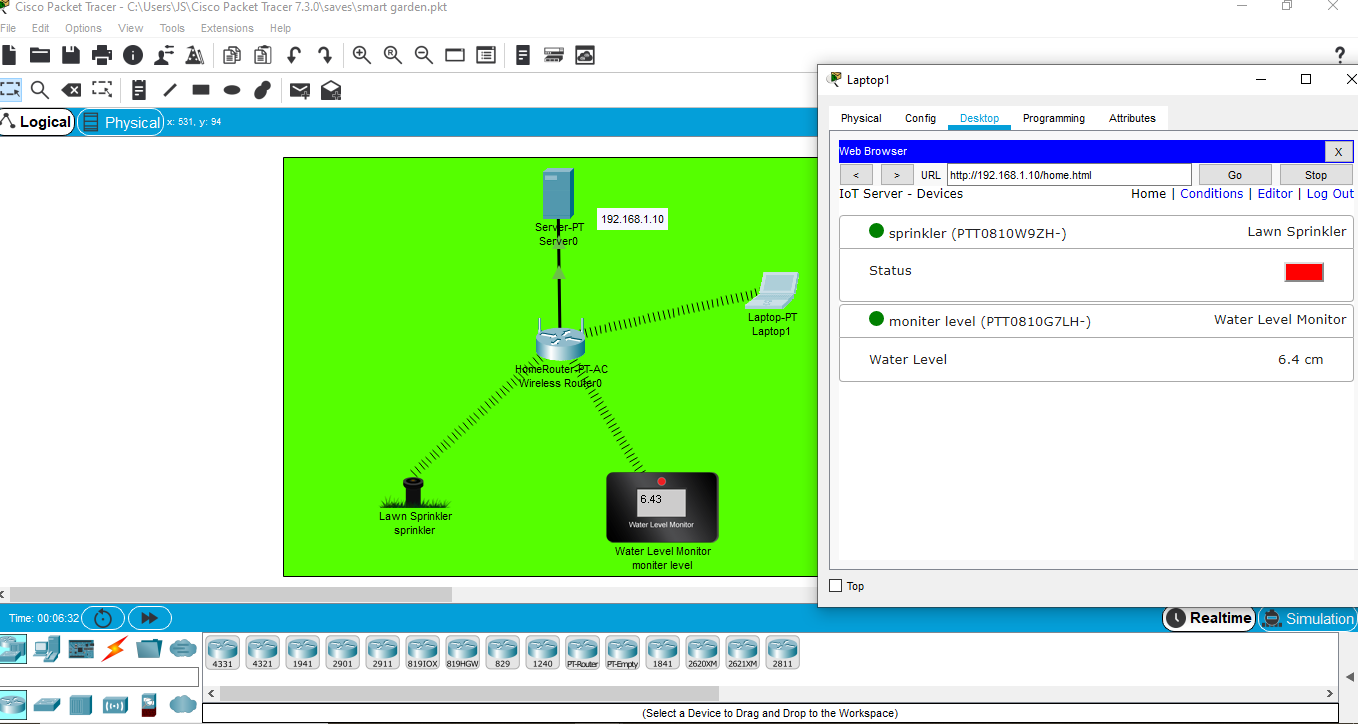 Cisco Packet Tracer - C:\Users\JS\Cisco Packet Tracer 7.3.0\saves\smart garden.pkt
File Edit Options View Tools Extensions Help
Logical Physical x: 531, y: 94
Server-PT
Server0
192.168.1.10
Laptop-PT
Laptop1
HomeRouter-PT-AC
Wireless Router0
Lawn Sprinkler
sprinkler
6.43
Water Level Monitor
Water Level Monitor
moniter level
Laptop1
Physical Config Desktop Programming Attributes
Web Browser X
< > URL http://192.168.1.10/home.html Go Stop
IoT Server - Devices Home | Conditions | Editor | Log Out
sprinkler (PTT0810W9ZH-) Lawn Sprinkler
Status
moniter level (PTT0810G7LH-) Water Level Monitor
Water Level 6.4 cm
Top
Time: 00:06:32 Realtime Simulation
4331 4321 1941 2901 2911 819IOX 819HGW 829 1240 PT-Router PT-Empty 1841 2620XM 2621XM 2811
(Select a Device to Drag and Drop to the Workspace)